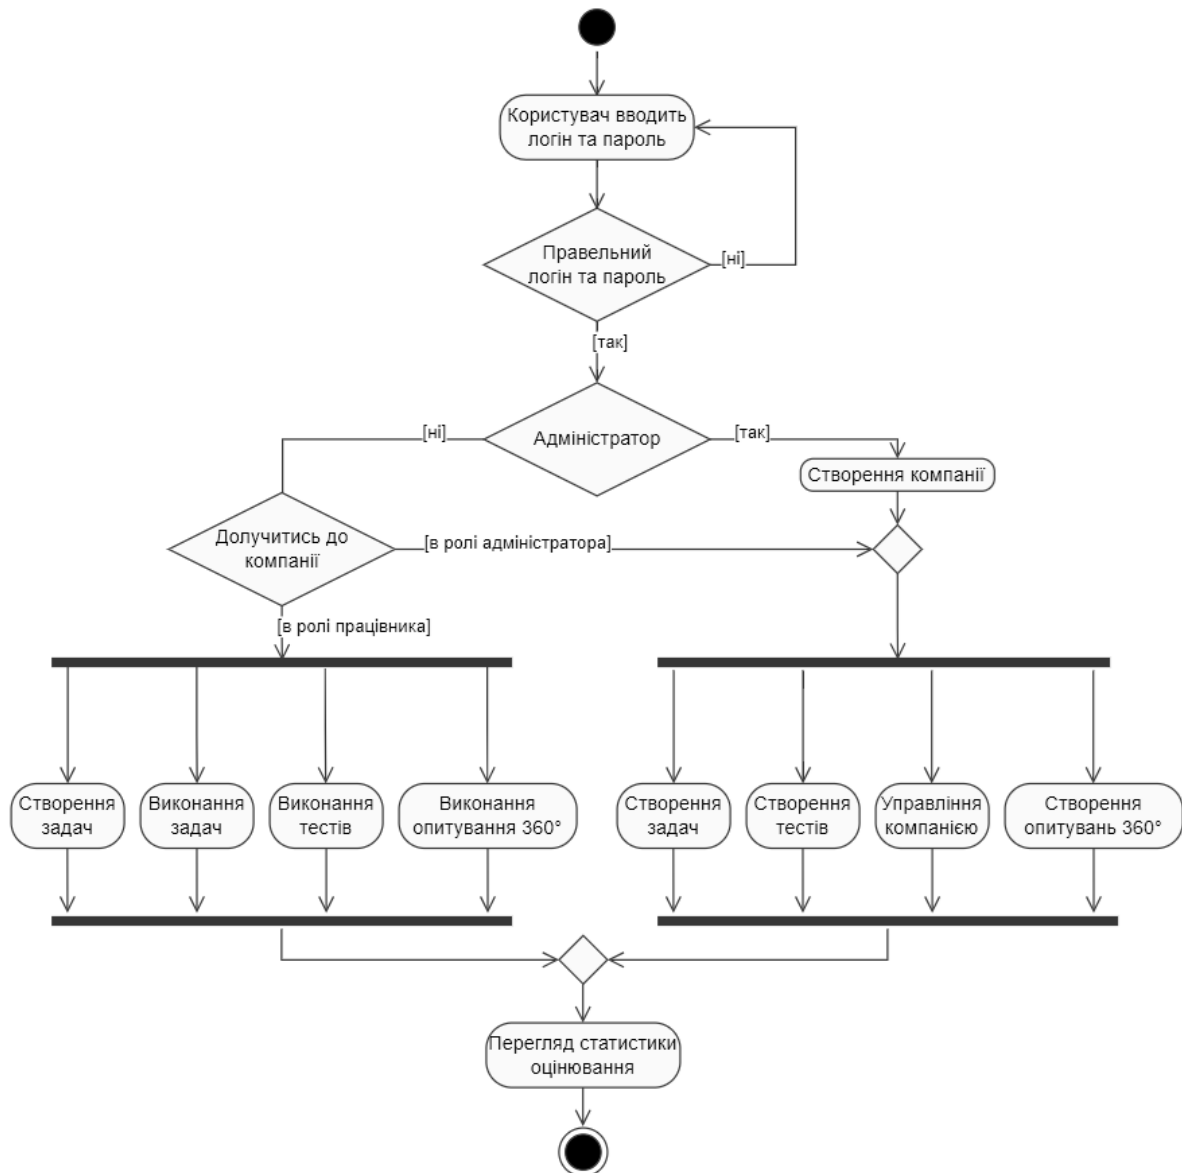 Користувач вводить
логін та пароль
Правельний
логін та пароль
[ні]
[так]
[ні]
Адміністратор
[так]
Створення компанії
Долучитись до
компанії
[в ролі адміністратора]
[в ролі працівника]
Створення
задач
Виконання
задач
Виконання
тестів
Виконання
опитування 360°
Створення
задач
Створення
тестів
Управління
компанією
Створення
опитувань 360°
Перегляд статистики
оцінювання